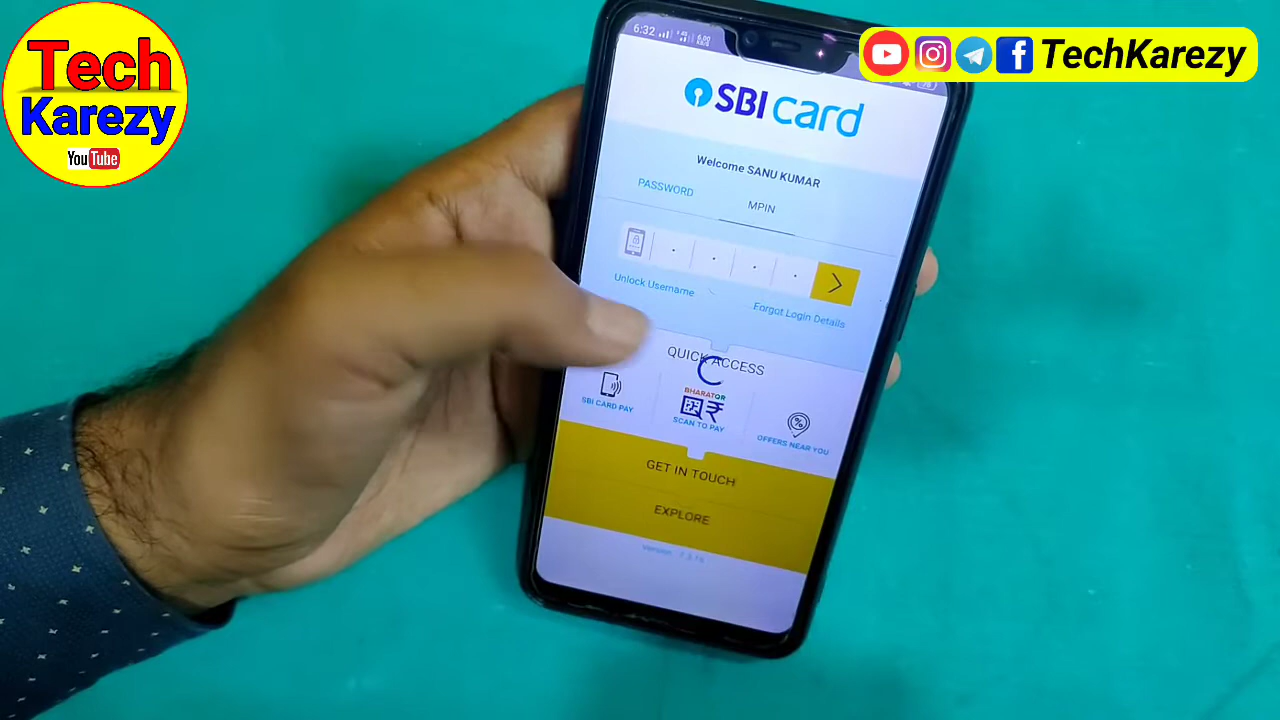 Tech
Karezy
YouTube
TechKarezy
6:32
SBI card
Welcome SANU KUMAR
PASSWORD
MPIN
Unlock Username
Forgot Login Details
QUICK ACCESS
SBI CARD PAY
BHARATQR
SCAN TO PAY
OFFERS NEAR YOU
GET IN TOUCH
EXPLORE
Version